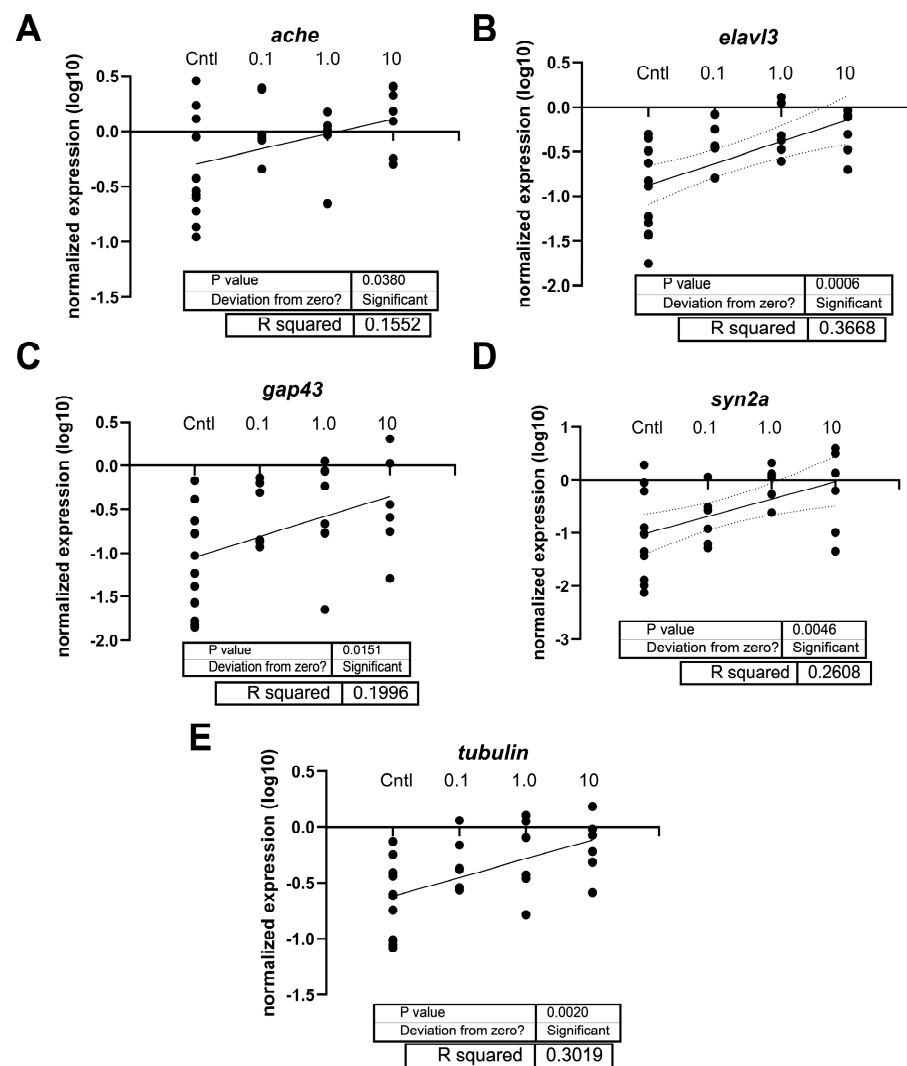 A
ache
Cntl 0.1 1.0 10
normalized expression (log10)
0.5
0.0
-0.5
-1.0
-1.5
P value 0.0380
Deviation from zero? Significant
R squared 0.1552
B
elavl3
Cntl 0.1 1.0 10
normalized expression (log10)
0.5
0.0
-0.5
-1.0
-1.5
-2.0
P value 0.0006
Deviation from zero? Significant
R squared 0.3668
C
gap43
Cntl 0.1 1.0 10
normalized expression (log10)
0.5
0.0
-0.5
-1.0
-1.5
-2.0
P value 0.0151
Deviation from zero? Significant
R squared 0.1996
D
syn2a
Cntl 0.1 1.0 10
normalized expression (log10)
1
0
-1
-2
-3
P value 0.0046
Deviation from zero? Significant
R squared 0.2608
E
tubulin
Cntl 0.1 1.0 10
normalized expression (log10)
0.5
0.0
-0.5
-1.0
-1.5
P value 0.0020
Deviation from zero? Significant
R squared 0.3019